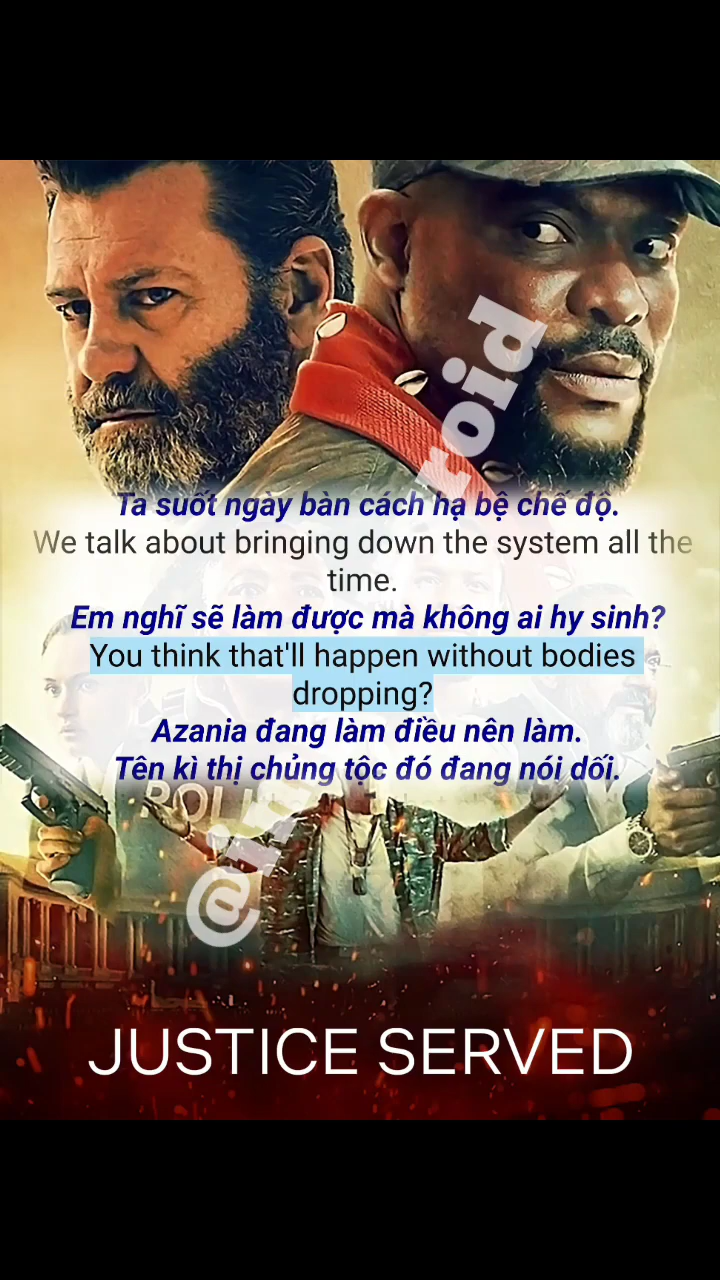 Ta suốt ngày bàn cách hạ bệ chế độ.
We talk about bringing down the system all the
time.
Em nghĩ sẽ làm được mà không ai hy sinh?
You think that'll happen without bodies
dropping?
Azania đang làm điều nên làm.
Tên kì thị chủng tộc đó đang nói dối.
JUSTICE SERVED